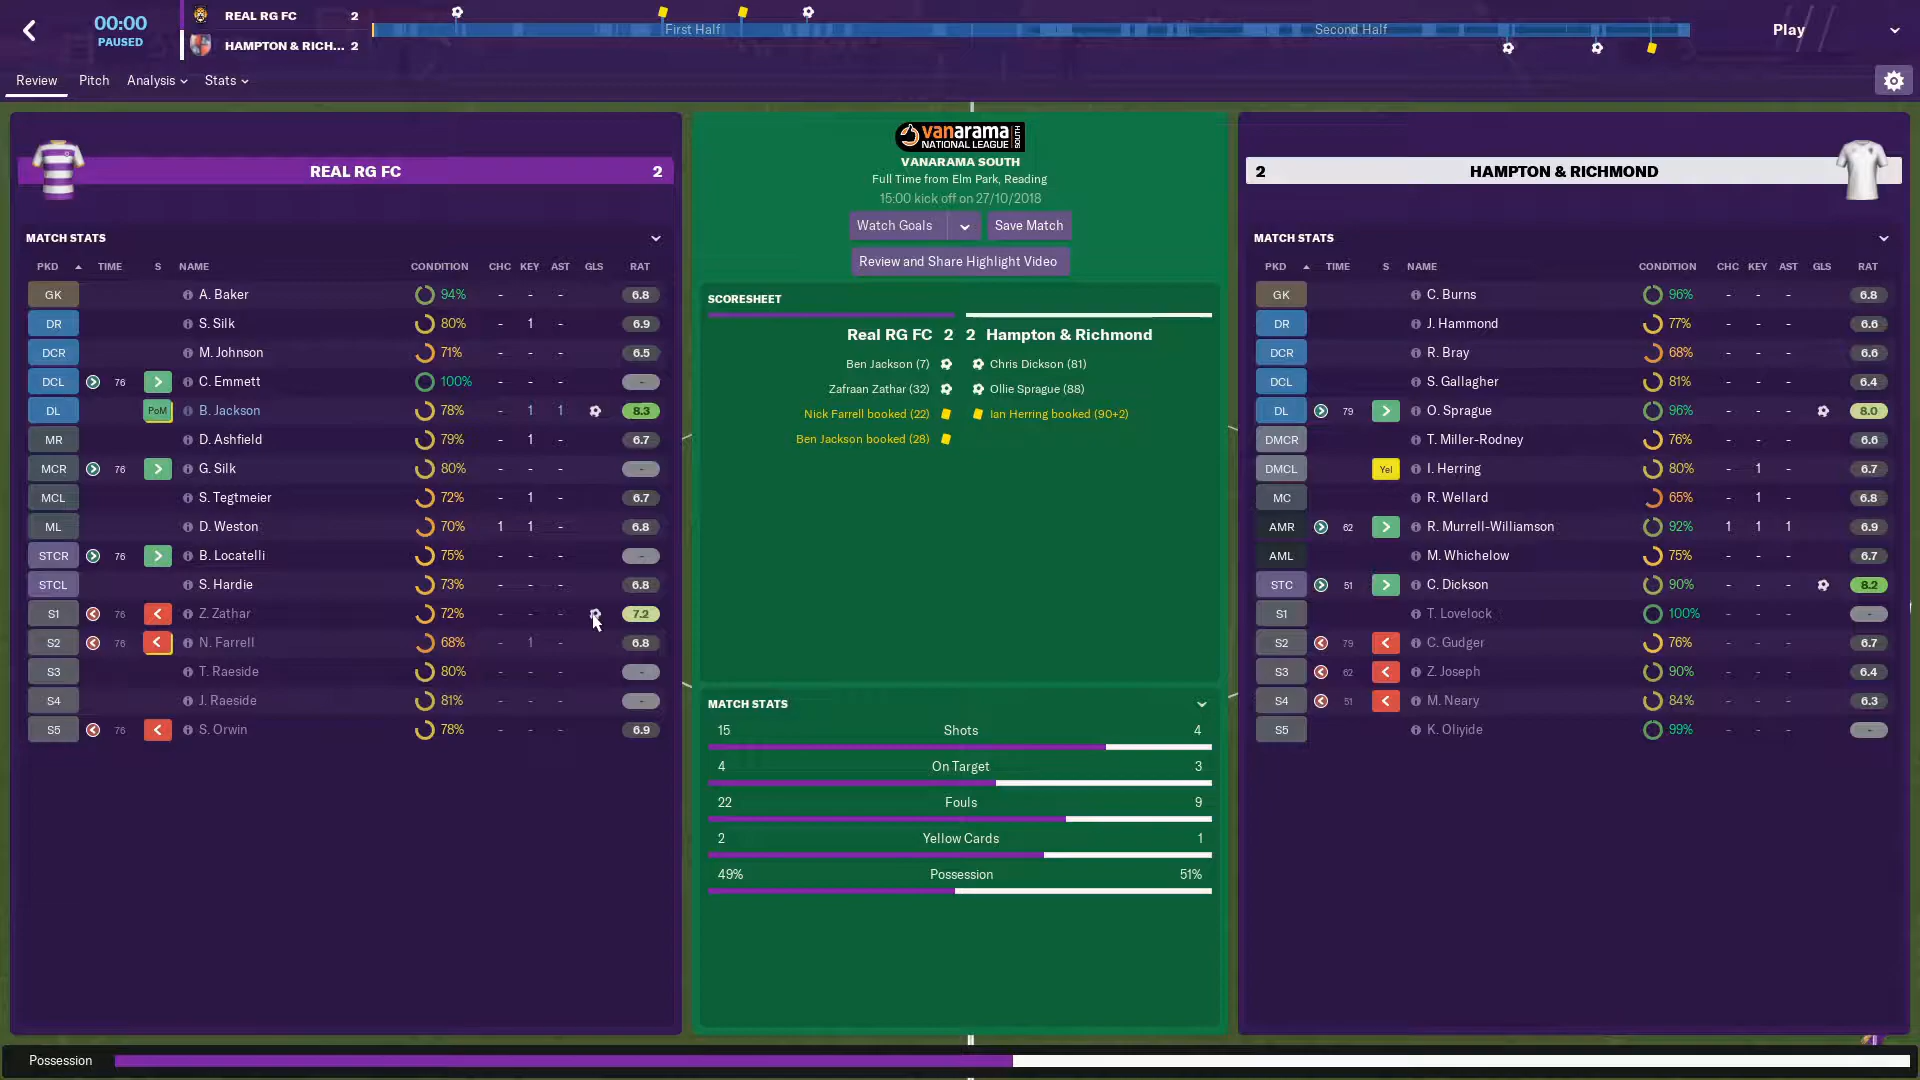 00:00
PAUSED
REAL RG FC 2
HAMPTON & RICH... 2
First Half
Second Half
Play
Review Pitch Analysis Stats
REAL RG FC 2
MATCH STATS
PKD TIME S NAME CONDITION CHC KEY AST GLS RAT
GK A. Baker 94% - - - 6.8
DR S. Silk 80% - 1 - 6.9
DCR M. Johnson 71% - - - 6.5
DCL 76 C. Emmett 100% - - - -
DL PoM B. Jackson 78% - 1 1 8.3
MR D. Ashfield 79% - 1 - 6.7
MCR 76 G. Silk 80% - - - -
MCL S. Tegtmeier 72% - 1 - 6.7
ML D. Weston 70% 1 1 - 6.8
STCR 76 B. Locatelli 75% - - - -
STCL S. Hardie 73% - - - 6.8
S1 76 Z. Zathar 72% - - - 7.2
S2 76 N. Farrell 68% - 1 - 6.8
S3 T. Raeside 80% - - - -
S4 J. Raeside 81% - - - -
S5 76 S. Orwin 78% - - - 6.9
vanarama
NATIONAL LEAGUE
SOUTH
VANARAMA SOUTH
Full Time from Elm Park, Reading
15:00 kick off on 27/10/2018
Watch Goals Save Match
Review and Share Highlight Video
SCORESHEET
Real RG FC 2 2 Hampton & Richmond
Ben Jackson (7) Chris Dickson (81)
Zafraan Zathar (32) Ollie Sprague (88)
Nick Farrell booked (22) Ian Herring booked (90+2)
Ben Jackson booked (28)
MATCH STATS
15 Shots 4
4 On Target 3
22 Fouls 9
2 Yellow Cards 1
49% Possession 51%
2 HAMPTON & RICHMOND
MATCH STATS
PKD TIME S NAME CONDITION CHC KEY AST GLS RAT
GK C. Burns 96% - - - 6.8
DR J. Hammond 77% - - - 6.6
DCR R. Bray 68% - - - 6.6
DCL S. Gallagher 81% - - - 6.4
DL 79 O. Sprague 96% - - - 8.0
DMCR T. Miller-Rodney 76% - - - 6.6
DMCL Yel I. Herring 80% - 1 - 6.7
MC R. Wellard 65% - 1 - 6.8
AMR 62 R. Murrell-Williamson 92% 1 1 1 6.9
AML M. Whichelow 75% - - - 6.7
STC 51 C. Dickson 90% - - - 8.2
S1 T. Lovelock 100% - - - -
S2 79 C. Gudger 76% - - - 6.7
S3 62 Z. Joseph 90% - - - 6.4
S4 51 M. Neary 84% - - - 6.3
S5 K. Oliyide 99% - - - -
Possession